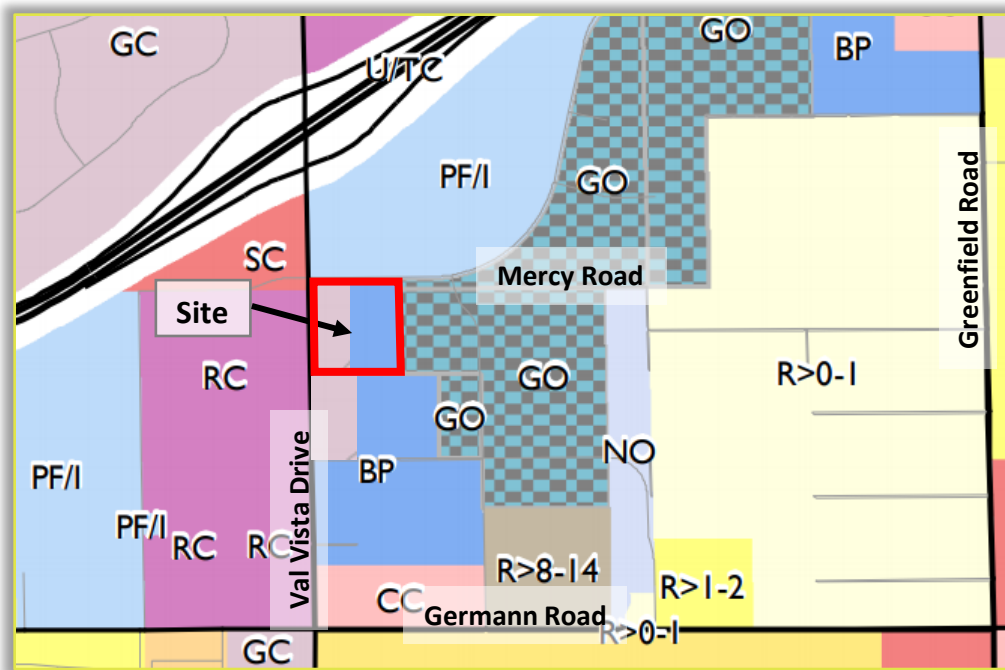 GC
U/TC
GO
BP
PF/I
GO
Greenfield Road
SC
Mercy Road
Site
RC
GO
R>0-1
GO
Val Vista Drive
BP
NO
PF/I
PF/I
RC
RC
R>8-14
R>1-2
CC
Germann Road
R>0-1
GC